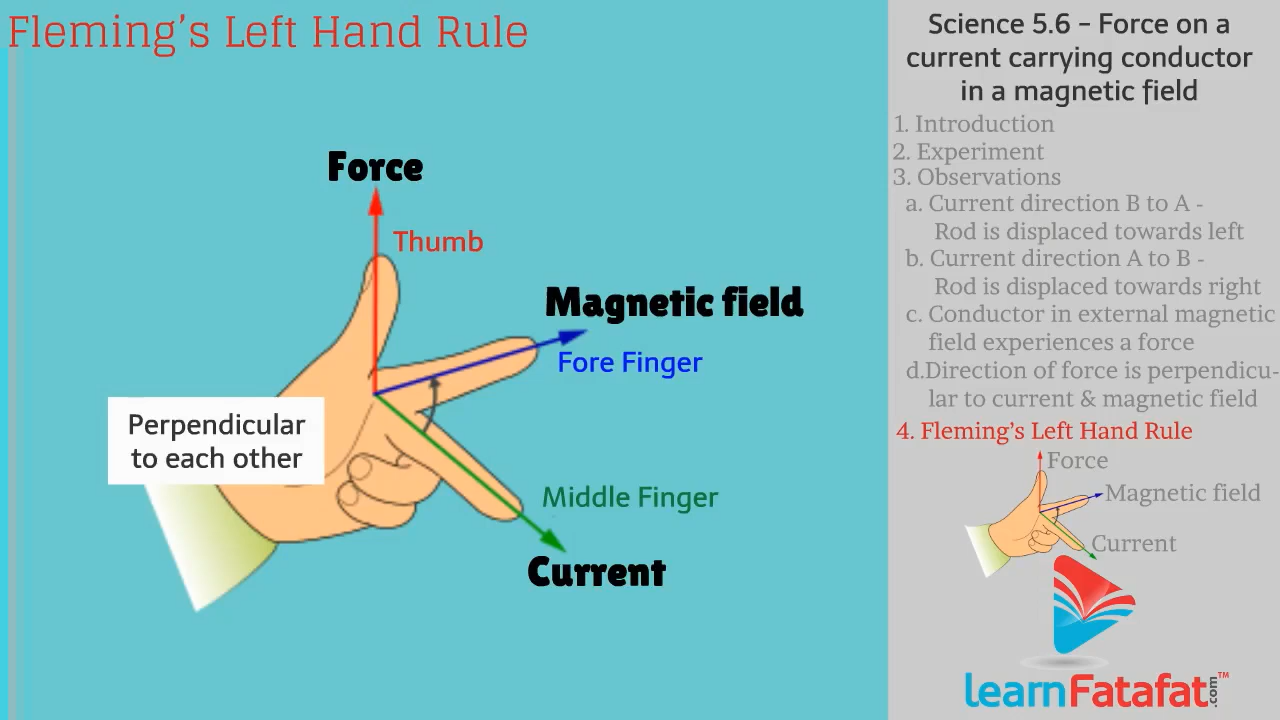 Fleming's Left Hand Rule
Force
Thumb
Magnetic field
Fore Finger
Perpendicular
to each other
Middle Finger
Current
Science 5.6 – Force on a
current carrying conductor
in a magnetic field
1. Introduction
2. Experiment
3. Observations
a. Current direction B to A -
Rod is displaced towards left
b. Current direction A to B -
Rod is displaced towards right
c. Conductor in external magnetic
field experiences a force
d.Direction of force is perpendicu-
lar to current & magnetic field
4. Fleming's Left Hand Rule
Force
Magnetic field
Current
learnFatafat.com™